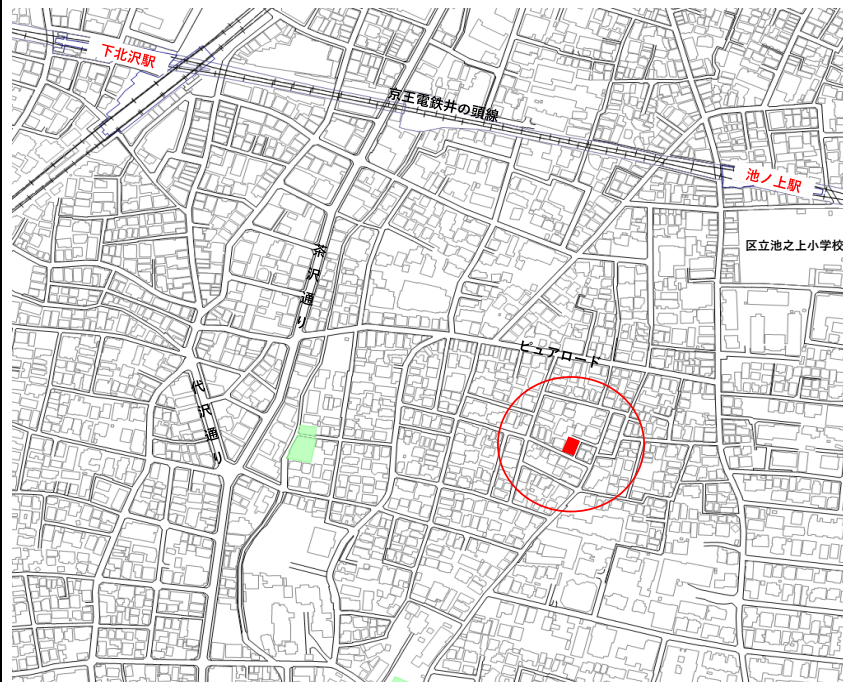 下北沢駅
京王電鉄井の頭線
池ノ上駅
区立池之上小学校
茶沢通り
ピュアロード
代沢通り